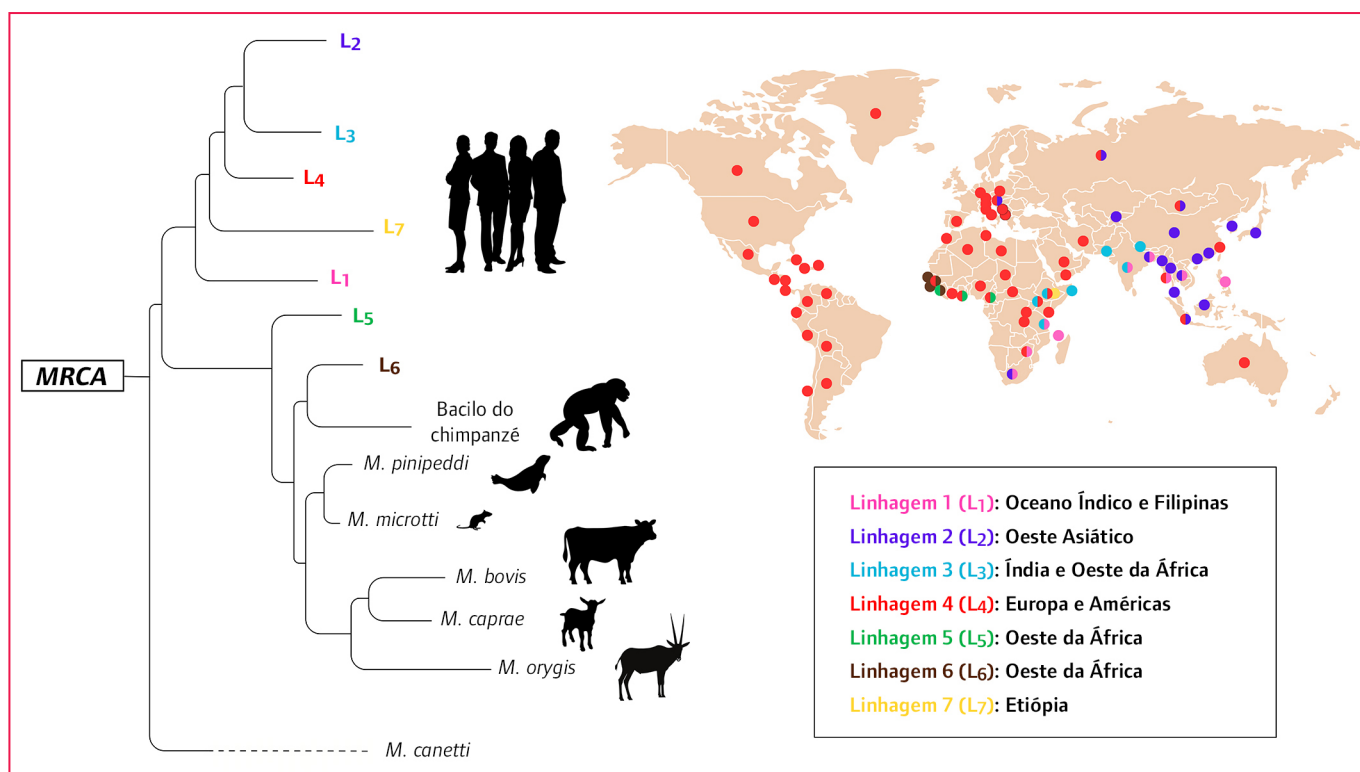 L2
L3
L4
L7
L1
L5
MRCA
L6
Bacilo do
chimpanzé
M. pinipeddi
M. microtti
M. bovis
M. caprae
M. orygis
M. canetti
Linhagem 1 (L1): Oceano Índico e Filipinas
Linhagem 2 (L2): Oeste Asiático
Linhagem 3 (L3): Índia e Oeste da África
Linhagem 4 (L4): Europa e Américas
Linhagem 5 (L5): Oeste da África
Linhagem 6 (L6): Oeste da África
Linhagem 7 (L7): Etiópia